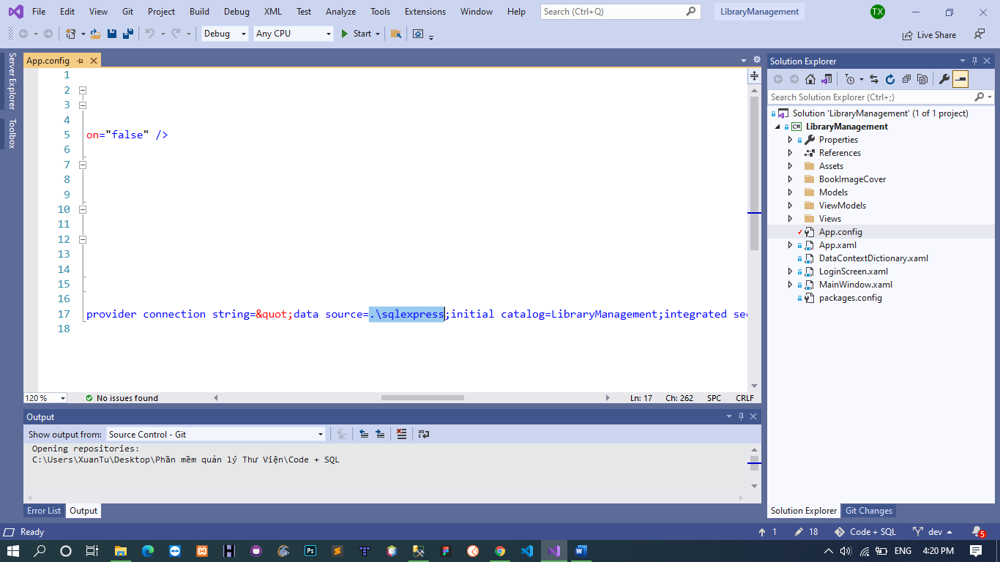 File Edit View Git Project Build Debug XML Test Analyze Tools Extensions Window Help Search (Ctrl+Q) LibraryManagement TX
Debug Any CPU Start Live Share
Server Explorer
Toolbox
App.config
1
2
3
4
5 on="false" />
6
7
8
9
10
11
12
13
14
15
16
17 provider connection string=&quot;data source=.\sqlexpress;initial catalog=LibraryManagement;integrated sec
18
120 % No issues found Ln: 17 Ch: 262 SPC CRLF
Output
Show output from: Source Control - Git
Opening repositories:
C:\Users\XuanTu\Desktop\Phần mềm quản lý Thư Viện\Code + SQL
Error List Output
Solution Explorer
Search Solution Explorer (Ctrl+;)
Solution 'LibraryManagement' (1 of 1 project)
C# LibraryManagement
Properties
References
Assets
BookImageCover
Models
ViewModels
Views
App.config
App.xaml
DataContextDictionary.xaml
LoginScreen.xaml
MainWindow.xaml
packages.config
Solution Explorer Git Changes
Ready 1 18 Code + SQL dev 5
ENG 4:20 PM